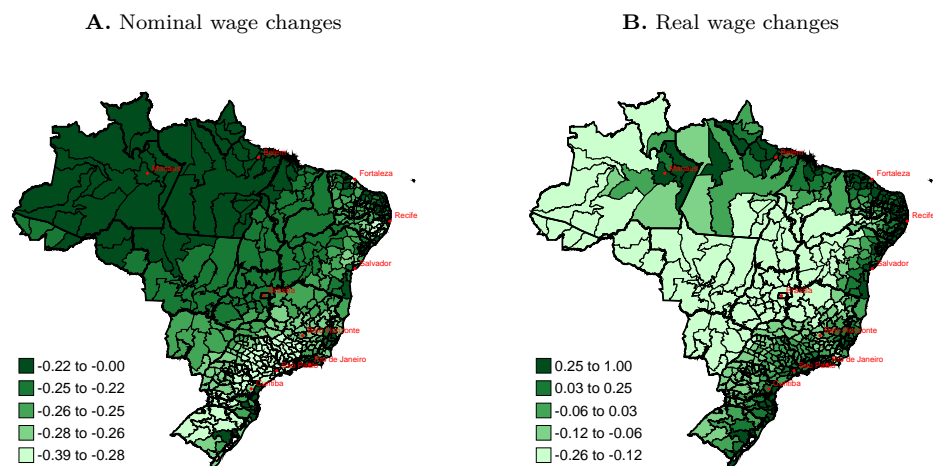 A. Nominal wage changes
B. Real wage changes
Fortaleza
Recife
Salvador
de Janeiro
-0.22 to -0.00
-0.25 to -0.22
-0.26 to -0.25
-0.28 to -0.26
-0.39 to -0.28
Fortaleza
Recife
Salvador
de Janeiro
0.25 to 1.00
0.03 to 0.25
-0.06 to 0.03
-0.12 to -0.06
-0.26 to -0.12